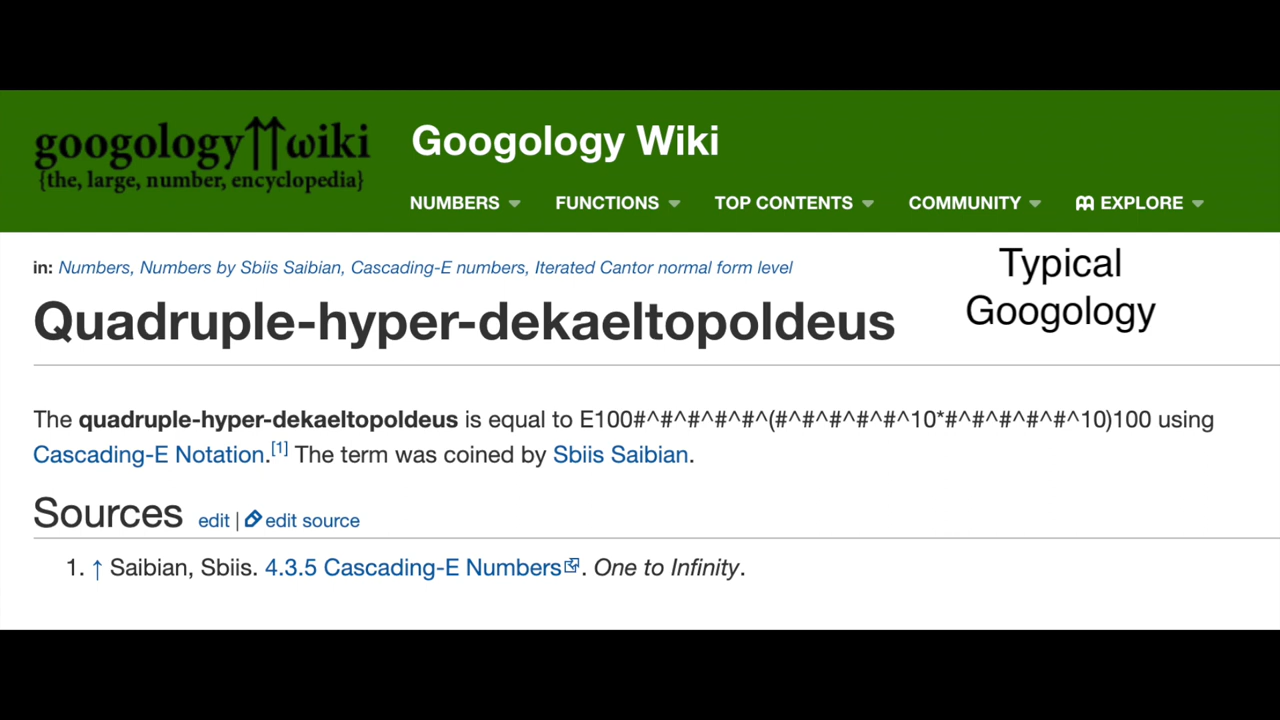 googology↑↑ωiki
{the, large, number, encyclopedia}
Googology Wiki
NUMBERS
FUNCTIONS
TOP CONTENTS
COMMUNITY
EXPLORE
in: Numbers, Numbers by Sbiis Saibian, Cascading-E numbers, Iterated Cantor normal form level
Typical
Googology
Quadruple-hyper-dekaeltopoldeus
The quadruple-hyper-dekaeltopoldeus is equal to E100#^#^#^#^#^(#^#^#^#^#^10*#^#^#^#^#^10)100 using
Cascading-E Notation.[1] The term was coined by Sbiis Saibian.
Sources edit | edit source
1. ↑ Saibian, Sbiis. 4.3.5 Cascading-E Numbers. One to Infinity.